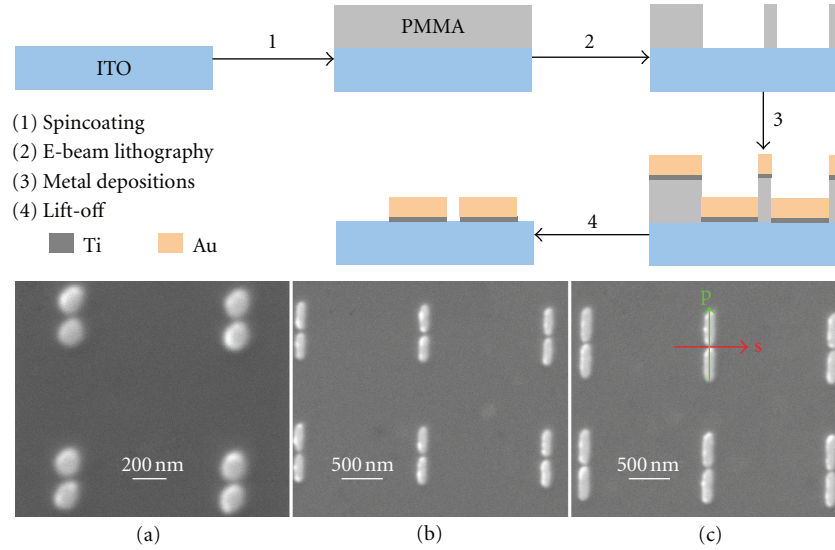 ITO
1
PMMA
2
3
(1) Spincoating
(2) E-beam lithography
(3) Metal depositions
(4) Lift-off
Ti
Au
4
200 nm
500 nm
p
s
500 nm
(a)
(b)
(c)